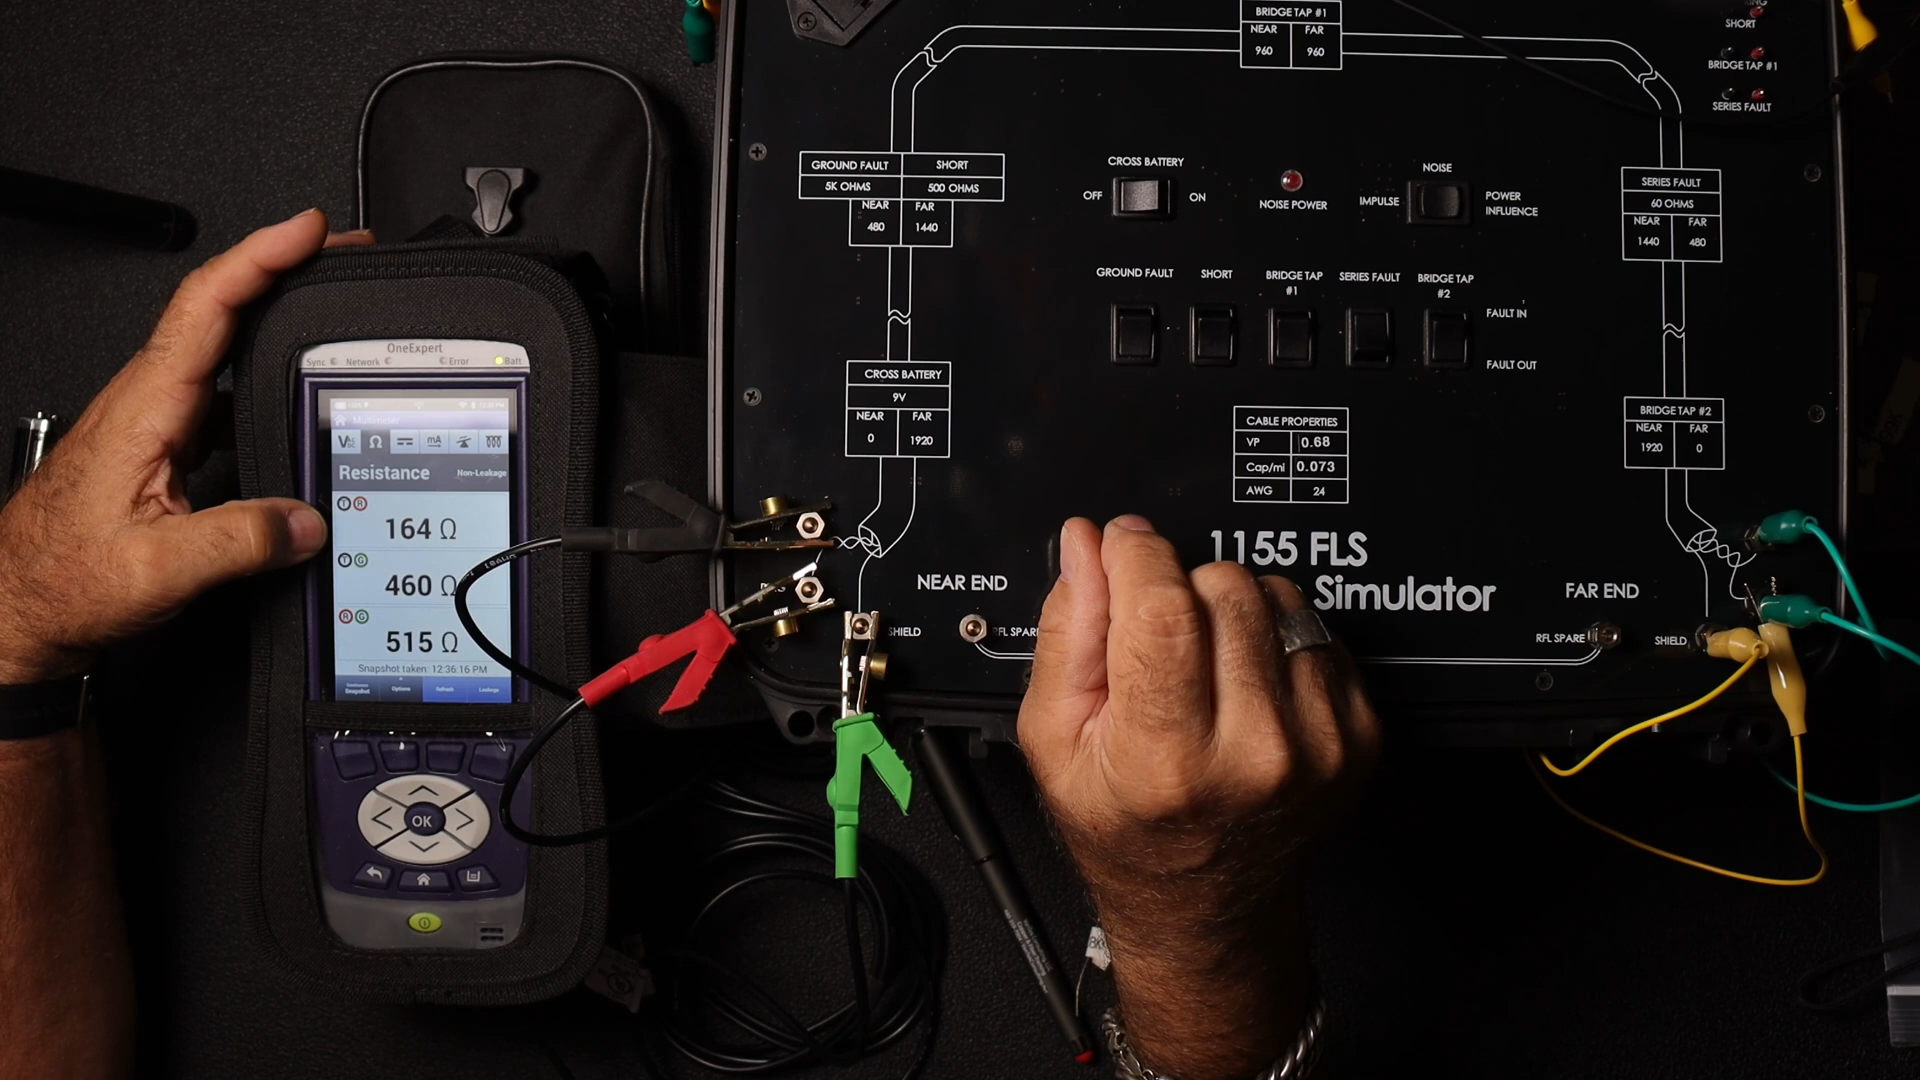 OneExpert
Sync Network Error Batt
Multimeter
V Ω mA
Resistance Non-Leakage
T R
164 Ω
T G
460 Ω
R G
515 Ω
Snapshot taken: 12:36:16 PM
Snapshot Options Refresh Leakage
OK
BRIDGE TAP #1
NEAR FAR
960 960
SHORT
BRIDGE TAP #1
SERIES FAULT
GROUND FAULT SHORT
5K OHMS 500 OHMS
NEAR FAR
480 1440
CROSS BATTERY
OFF ON
NOISE POWER
NOISE
IMPULSE POWER
INFLUENCE
SERIES FAULT
60 OHMS
NEAR FAR
1440 480
GROUND FAULT SHORT BRIDGE TAP
#1 SERIES FAULT BRIDGE TAP
#2
FAULT IN
FAULT OUT
CROSS BATTERY
9V
NEAR FAR
0 1920
CABLE PROPERTIES
VP 0.68
Cap/mi 0.073
AWG 24
BRIDGE TAP #2
NEAR FAR
1920 0
1155 FLS
Simulator
NEAR END
FAR END
SHIELD RFL SPARE
RFL SPARE SHIELD